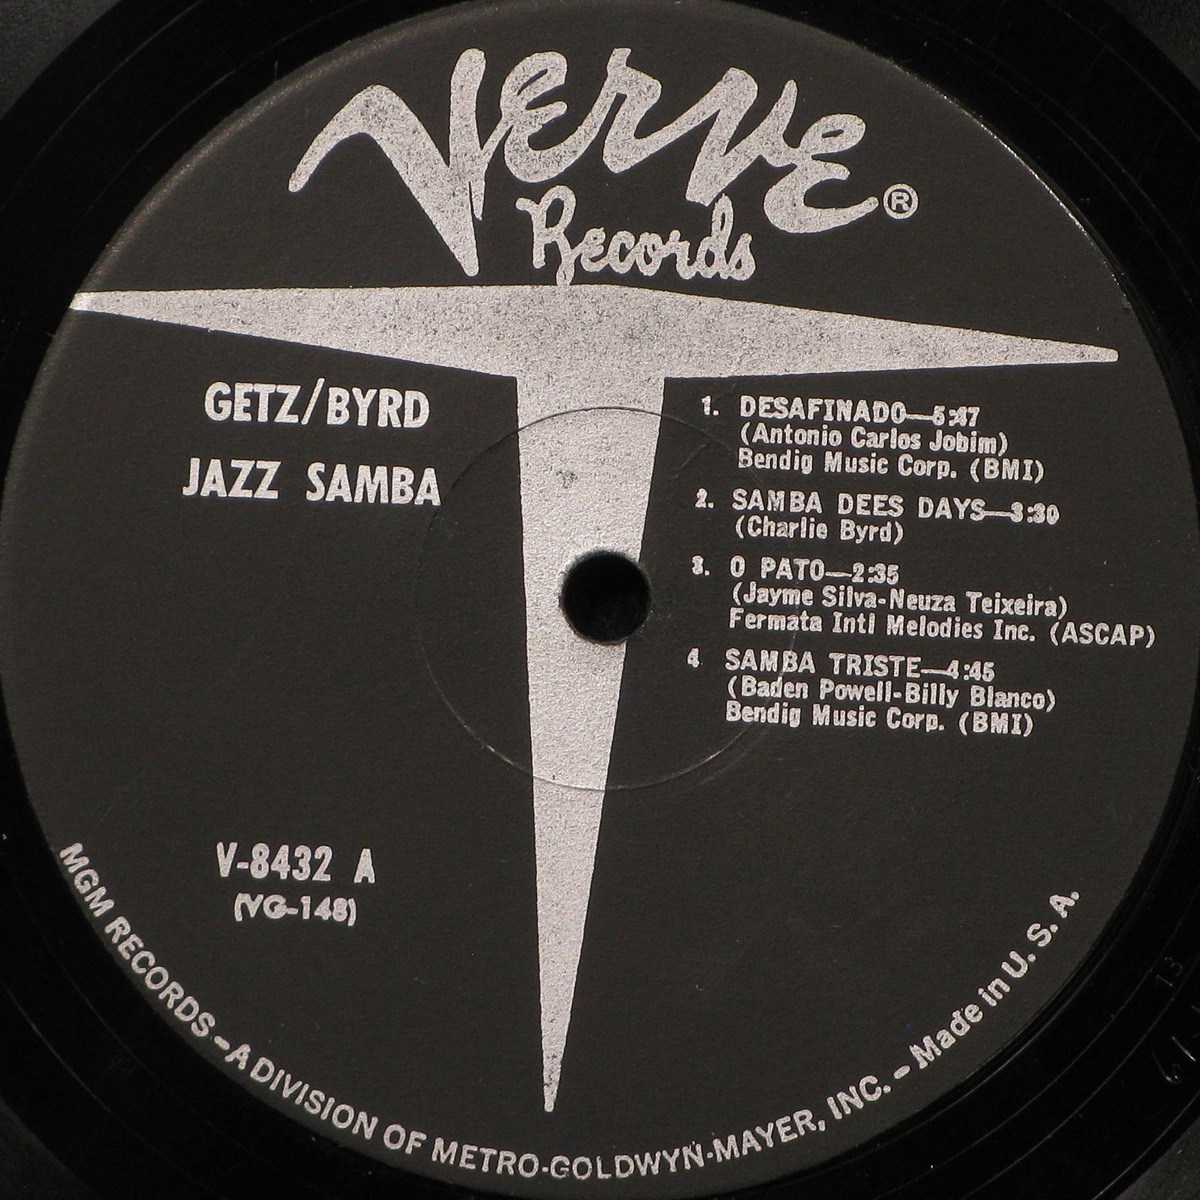 Verve®
Records
GETZ/BYRD
JAZZ SAMBA
1. DESAFINADO—5:47
(Antonio Carlos Jobim)
Bendig Music Corp. (BMI)
2. SAMBA DEES DAYS—3:30
(Charlie Byrd)
3. O PATO—2:35
(Jayme Silva-Neuza Teixeira)
Fermata Intl Melodies Inc. (ASCAP)
4 SAMBA TRISTE—4:45
(Baden Powell-Billy Blanco)
Bendig Music Corp. (BMI)
V-8432 A
(VG-148)
MGM RECORDS - A DIVISION OF METRO-GOLDWYN-MAYER, INC. - Made in U. S. A.